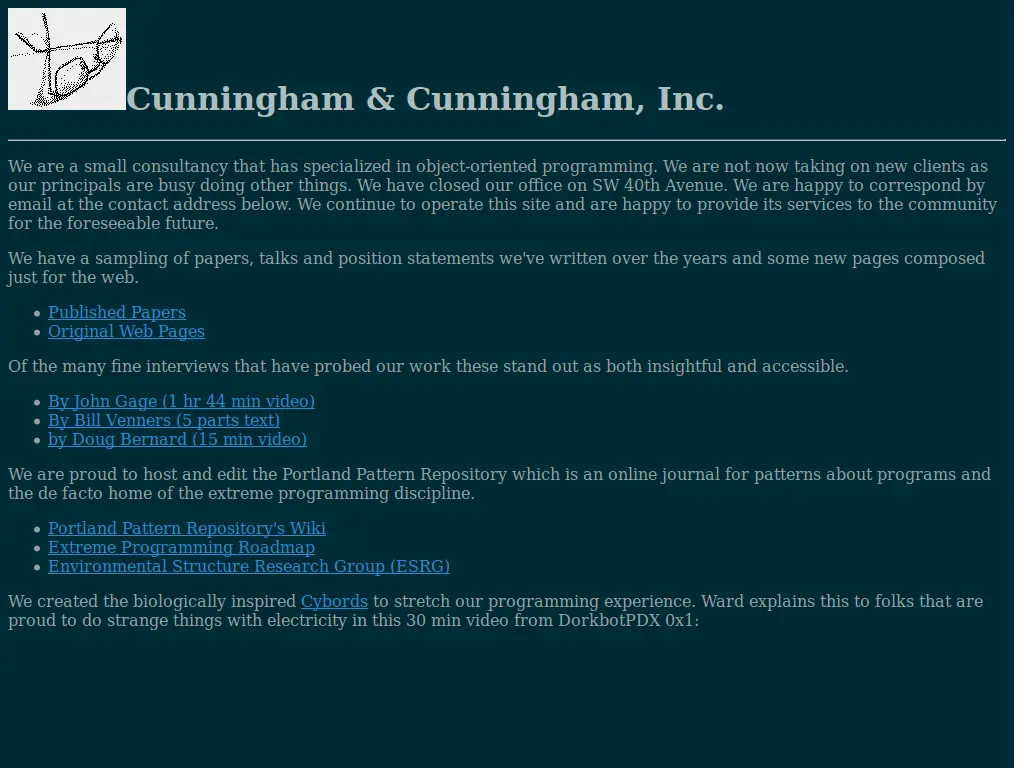 Cunningham & Cunningham, Inc.
We are a small consultancy that has specialized in object-oriented programming. We are not now taking on new clients as
our principals are busy doing other things. We have closed our office on SW 40th Avenue. We are happy to correspond by
email at the contact address below. We continue to operate this site and are happy to provide its services to the community
for the foreseeable future.
We have a sampling of papers, talks and position statements we've written over the years and some new pages composed
just for the web.
• Published Papers
• Original Web Pages
Of the many fine interviews that have probed our work these stand out as both insightful and accessible.
• By John Gage (1 hr 44 min video)
• By Bill Venners (5 parts text)
• by Doug Bernard (15 min video)
We are proud to host and edit the Portland Pattern Repository which is an online journal for patterns about programs and
the de facto home of the extreme programming discipline.
• Portland Pattern Repository's Wiki
• Extreme Programming Roadmap
• Environmental Structure Research Group (ESRG)
We created the biologically inspired Cybords to stretch our programming experience. Ward explains this to folks that are
proud to do strange things with electricity in this 30 min video from DorkbotPDX 0x1: